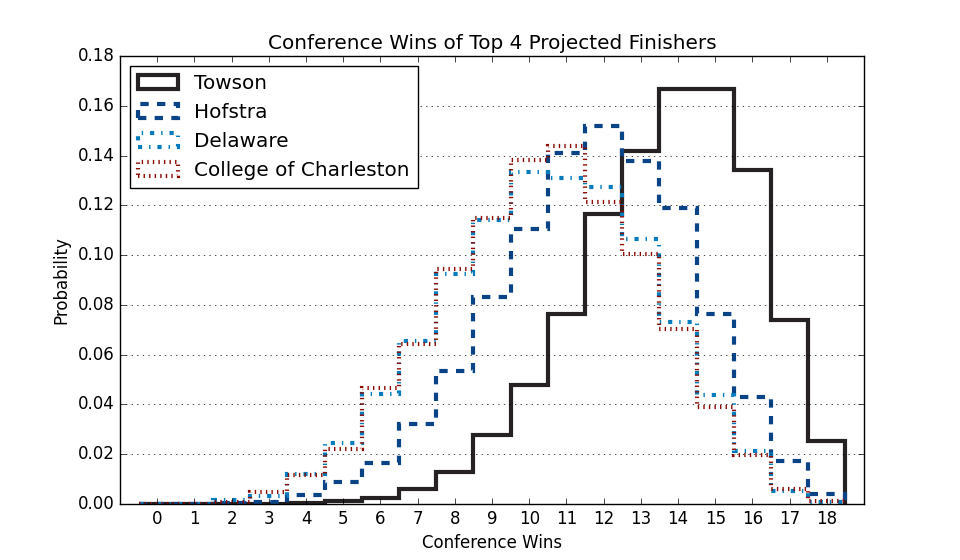 Conference Wins of Top 4 Projected Finishers
0.18
0.16
0.14
0.12
0.10
0.08
0.06
0.04
0.02
0.00
Probability
Towson
Hofstra
Delaware
College of Charleston
0 1 2 3 4 5 6 7 8 9 10 11 12 13 14 15 16 17 18
Conference Wins